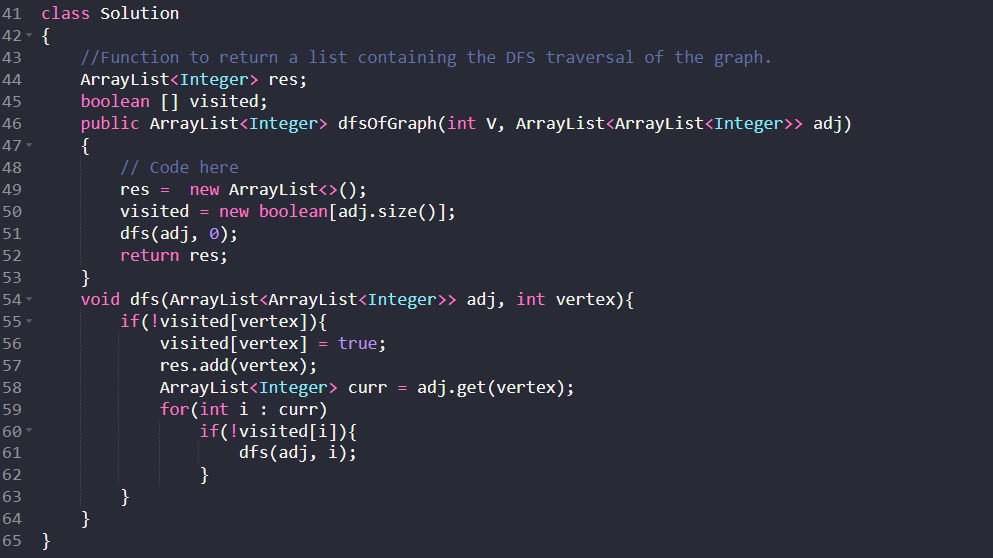 41 class Solution
42 {
43     //Function to return a list containing the DFS traversal of the graph.
44     ArrayList<Integer> res;
45     boolean [] visited;
46     public ArrayList<Integer> dfsOfGraph(int V, ArrayList<ArrayList<Integer>> adj)
47     {
48         // Code here
49         res =  new ArrayList<>();
50         visited = new boolean[adj.size()];
51         dfs(adj, 0);
52         return res;
53     }
54     void dfs(ArrayList<ArrayList<Integer>> adj, int vertex){
55         if(!visited[vertex]){
56             visited[vertex] = true;
57             res.add(vertex);
58             ArrayList<Integer> curr = adj.get(vertex);
59             for(int i : curr)
60                 if(!visited[i]){
61                     dfs(adj, i);
62                 }
63         }
64     }
65 }